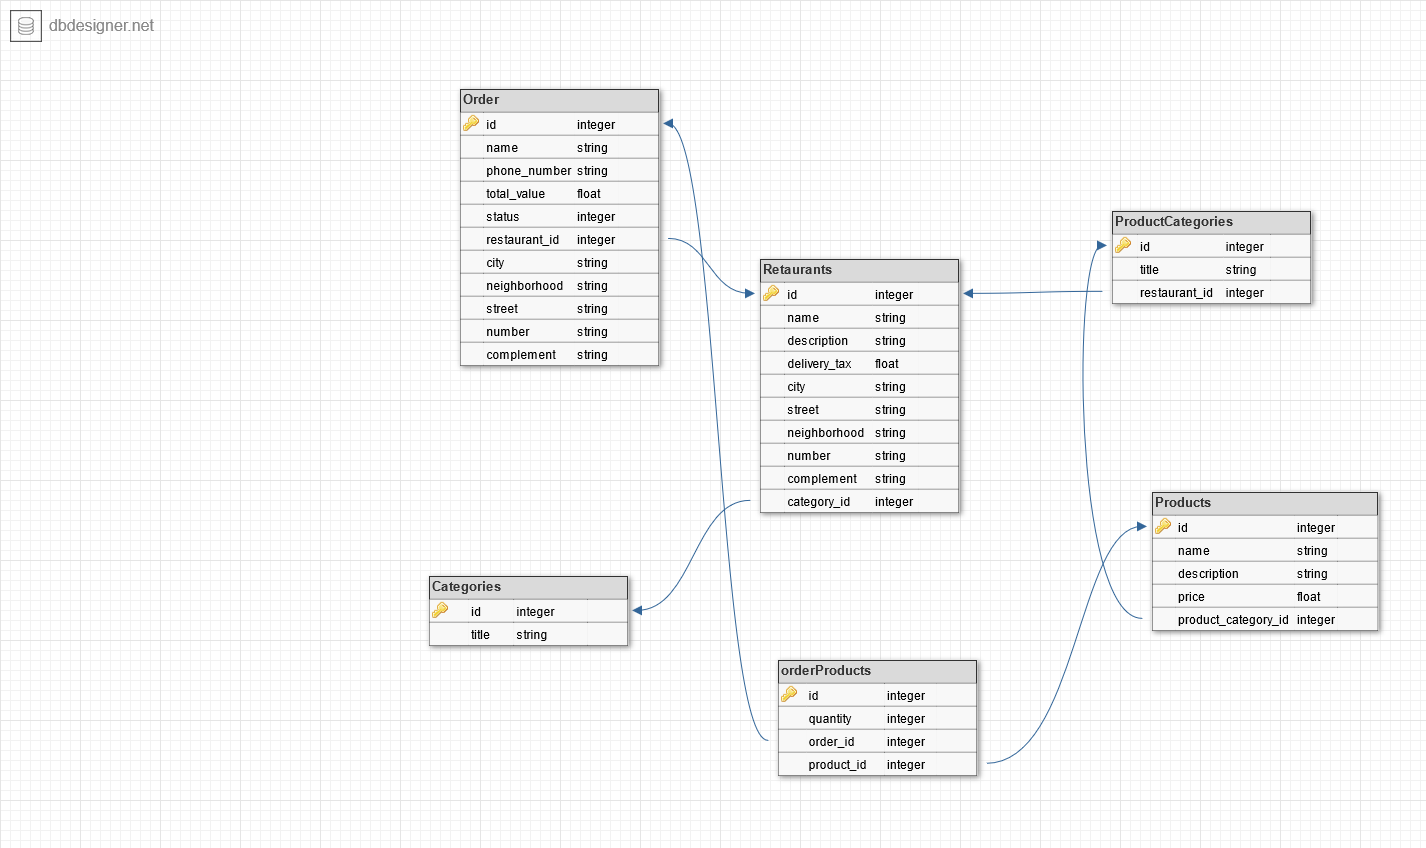 dbdesigner.net
Order
id integer
name string
phone_number string
total_value float
status integer
restaurant_id integer
city string
neighborhood string
street string
number string
complement string
Retaurants
id integer
name string
description string
delivery_tax float
city string
street string
neighborhood string
number string
complement string
category_id integer
ProductCategories
id integer
title string
restaurant_id integer
Products
id integer
name string
description string
price float
product_category_id integer
Categories
id integer
title string
orderProducts
id integer
quantity integer
order_id integer
product_id integer